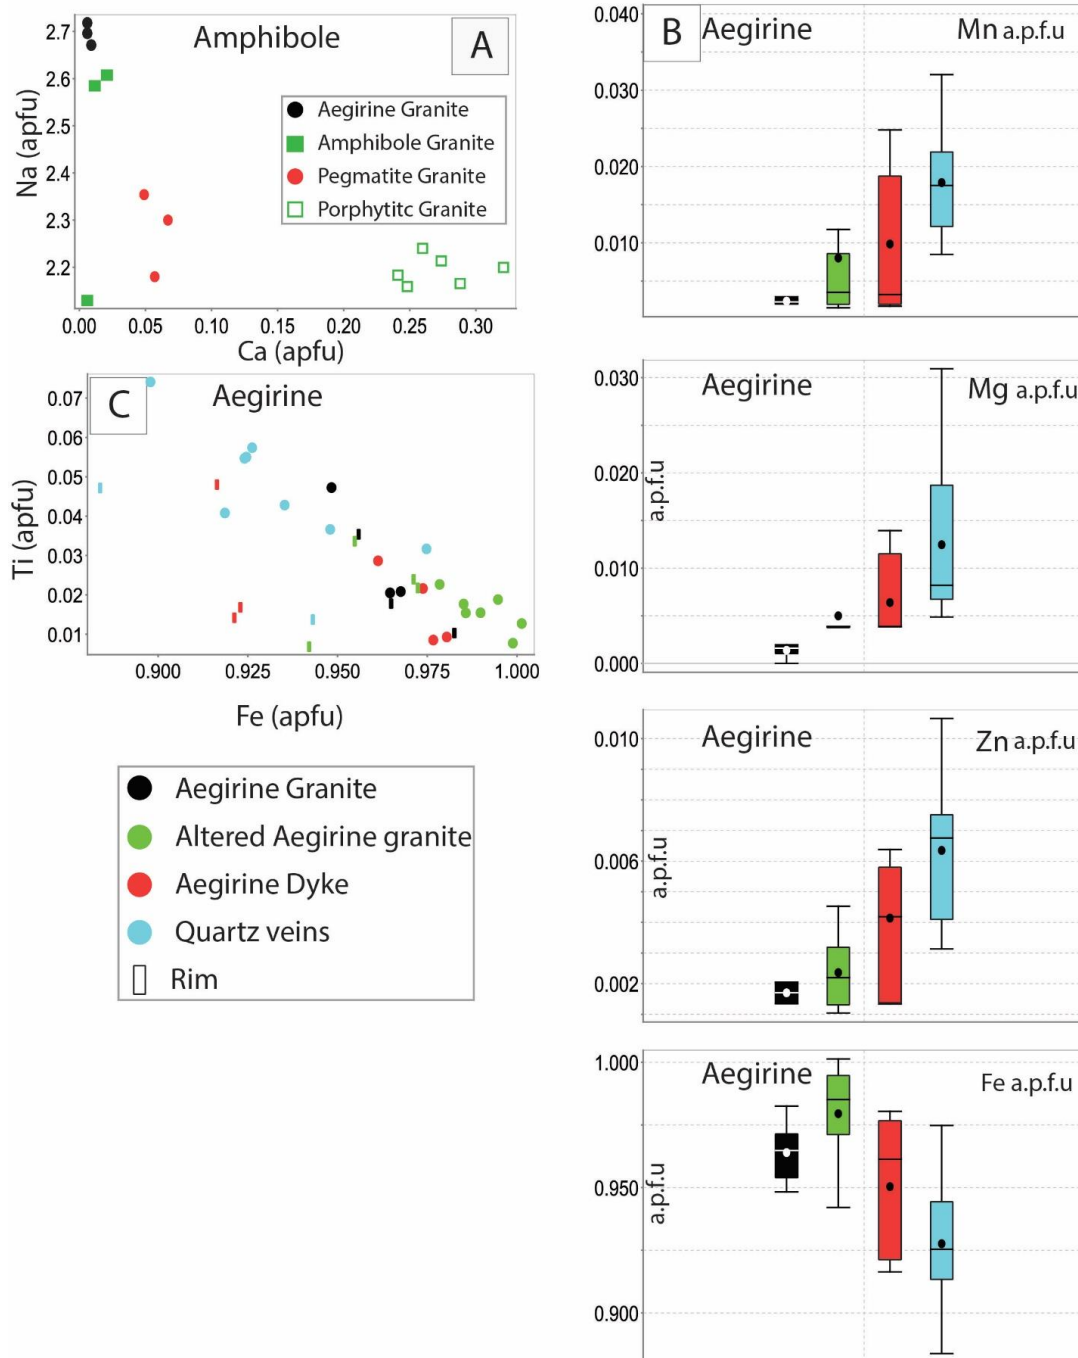 Amphibole
A
2.7
2.6
2.5
2.4
2.3
2.2
Na (apfu)
Aegirine Granite
Amphibole Granite
Pegmatite Granite
Porphytitc Granite
0.00 0.05 0.10 0.15 0.20 0.25 0.30
Ca (apfu)
C
Aegirine
0.07
0.06
0.05
0.04
0.03
0.02
0.01
Ti (apfu)
0.900 0.925 0.950 0.975 1.000
Fe (apfu)
Aegirine Granite
Altered Aegirine granite
Aegirine Dyke
Quartz veins
Rim
B
Aegirine
Mn a.p.f.u
0.040
0.030
0.020
0.010
Aegirine
Mg a.p.f.u
0.030
0.020
0.010
0.000
a.p.f.u
Aegirine
Zn a.p.f.u
0.010
0.006
0.002
a.p.f.u
Aegirine
Fe a.p.f.u
1.000
0.950
0.900
a.p.f.u